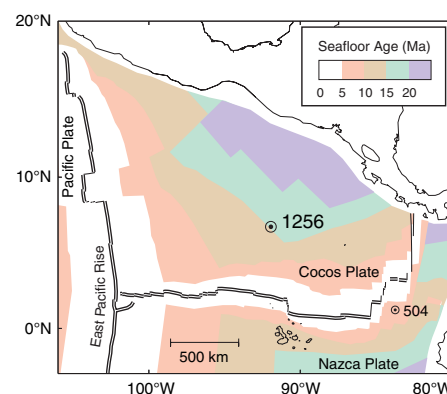 20°N
Seafloor Age (Ma)
0 5 10 15 20
Pacific Plate
10°N
1256
East Pacific Rise
Cocos Plate
504
0°N
500 km
Nazca Plate
100°W 90°W 80°W